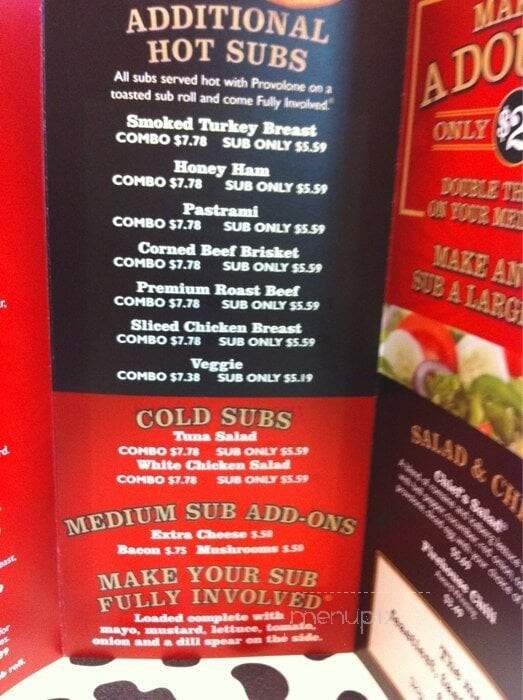 ADDITIONAL
HOT SUBS
All subs served hot with Provolone on a
toasted sub roll and come Fully Involved.®
Smoked Turkey Breast
COMBO $7.78 SUB ONLY $5.59
Honey Ham
COMBO $7.78 SUB ONLY $5.59
Pastrami
COMBO $7.78 SUB ONLY $5.59
Corned Beef Brisket
COMBO $7.78 SUB ONLY $5.59
Premium Roast Beef
COMBO $7.78 SUB ONLY $5.59
Sliced Chicken Breast
COMBO $7.78 SUB ONLY $5.59
Veggie
COMBO $7.38 SUB ONLY $5.19
COLD SUBS
Tuna Salad
COMBO $7.78 SUB ONLY $5.59
White Chicken Salad
COMBO $7.78 SUB ONLY $5.59
MEDIUM SUB ADD-ONS
Extra Cheese $.50
Bacon $.75 Mushrooms $.50
MAKE YOUR SUB
FULLY INVOLVED®
Loaded complete with
mayo, mustard, lettuce, tomato,
onion and a dill spear on the side.
menupix
MA
A DOU
ONLY $2
DOUBLE TH
ON YOUR ME
MAKE AN
SUB A LARG
SALAD & CH
Chief's Salad
Firehouse Chili